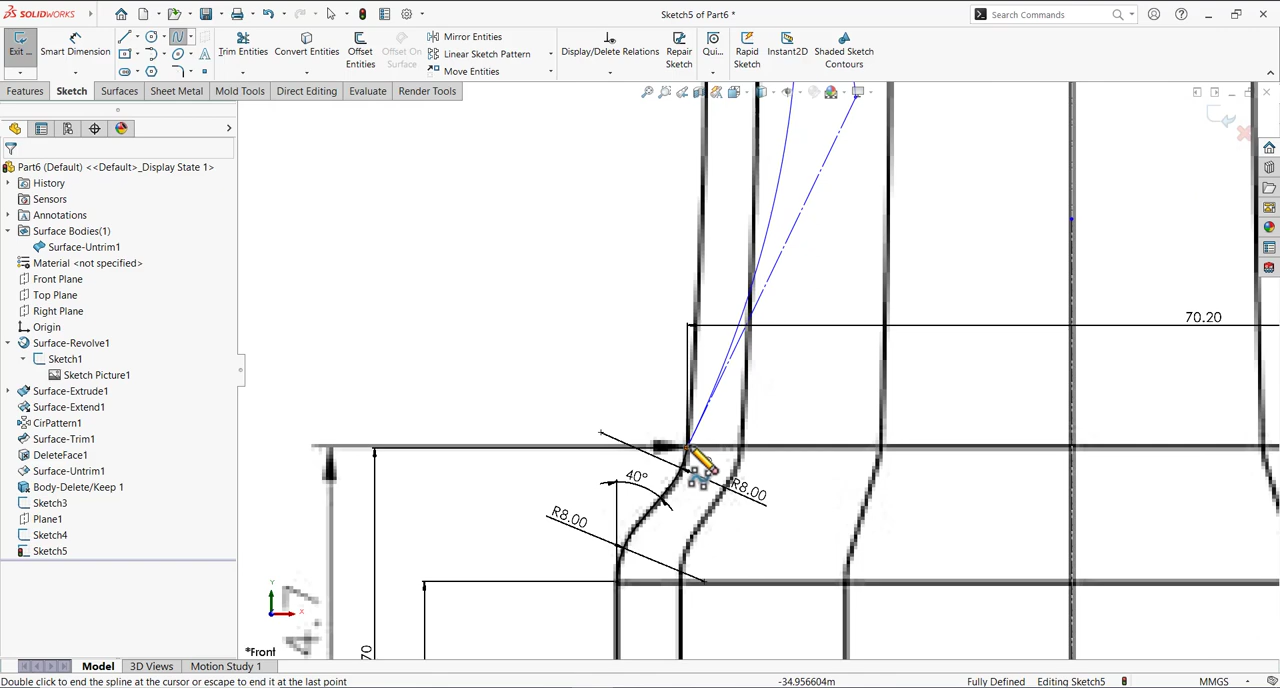 SOLIDWORKS
Sketch5 of Part6 *
Search Commands
Exit ...
Smart Dimension
Trim Entities
Convert Entities
Offset Entities
Offset On Surface
Mirror Entities
Linear Sketch Pattern
Move Entities
Display/Delete Relations
Repair Sketch
Qui...
Rapid Sketch
Instant2D
Shaded Sketch Contours
Features
Sketch
Surfaces
Sheet Metal
Mold Tools
Direct Editing
Evaluate
Render Tools
Part6 (Default) <<Default>_Display State 1>
History
Sensors
Annotations
Surface Bodies(1)
Surface-Untrim1
Material <not specified>
Front Plane
Top Plane
Right Plane
Origin
Surface-Revolve1
Sketch1
Sketch Picture1
Surface-Extrude1
Surface-Extend1
CirPattern1
Surface-Trim1
DeleteFace1
Surface-Untrim1
Body-Delete/Keep 1
Sketch3
Plane1
Sketch4
Sketch5
70.20
40°
R8.00
R8.00
70
Y
X
*Front
Model
3D Views
Motion Study 1
Double click to end the spline at the cursor or escape to end it at the last point
-34.956604m
Fully Defined
Editing Sketch5
MMGS